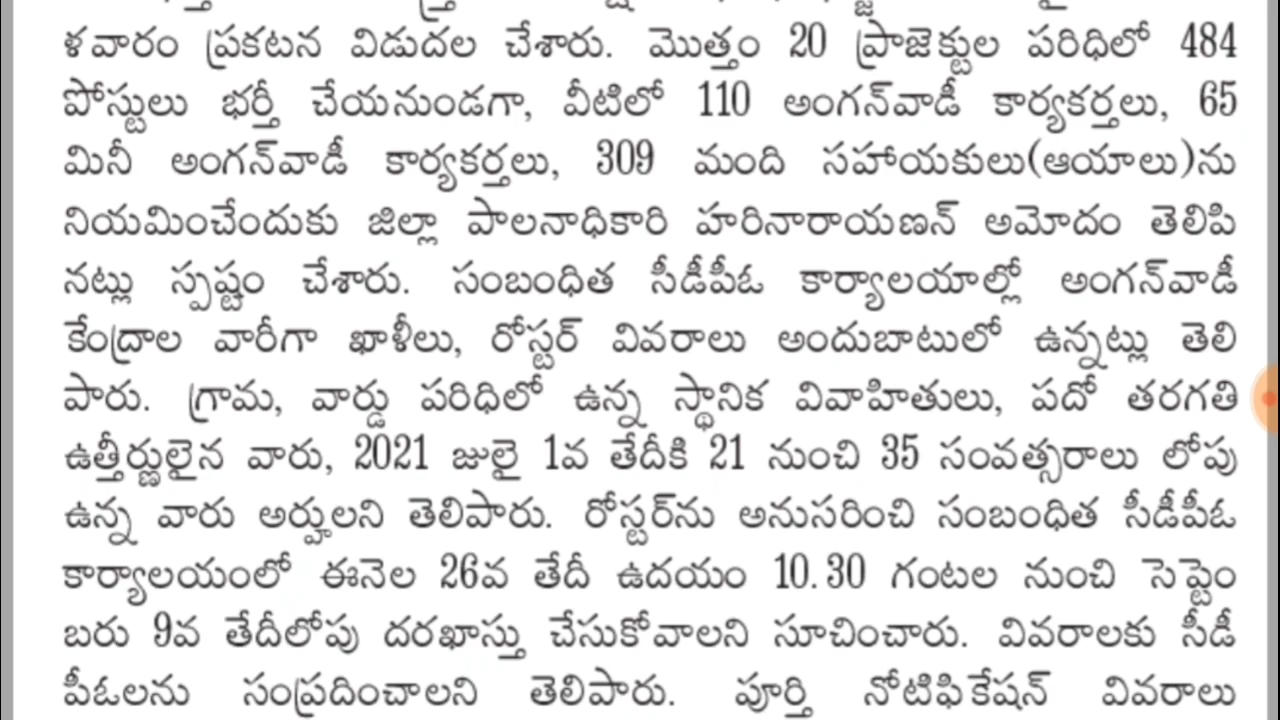 ళవారం ప్రకటన విడుదల చేశారు. మొత్తం 20 ప్రాజెక్టుల పరిధిలో 484
పోస్టులు భర్తీ చేయనుండగా, వీటిలో 110 అంగన్‌వాడీ కార్యకర్తలు, 65
మినీ అంగన్‌వాడీ కార్యకర్తలు, 309 మంది సహాయకులు(ఆయాలు)ను
నియమించేందుకు జిల్లా పాలనాధికారి హరినారాయణన్ అమోదం తెలిపి
నట్లు స్పష్టం చేశారు. సంబంధిత సీడీపీఓ కార్యాలయాల్లో అంగన్‌వాడీ
కేంద్రాల వారీగా ఖాళీలు, రోస్టర్ వివరాలు అందుబాటులో ఉన్నట్లు తెలి
పారు. గ్రామ, వార్డు పరిధిలో ఉన్న స్థానిక వివాహితులు, పదో తరగతి
ఉత్తీర్ణులైన వారు, 2021 జులై 1వ తేదీకి 21 నుంచి 35 సంవత్సరాలు లోపు
ఉన్న వారు అర్హులని తెలిపారు. రోస్టర్‌ను అనుసరించి సంబంధిత సీడీపీఓ
కార్యాలయంలో ఈనెల 26వ తేదీ ఉదయం 10.30 గంటల నుంచి సెప్టెం
బరు 9వ తేదీలోపు దరఖాస్తు చేసుకోవాలని సూచించారు. వివరాలకు సీడీ
పీఓలను సంప్రదించాలని తెలిపారు. పూర్తి నోటిఫికేషన్ వివరాలు